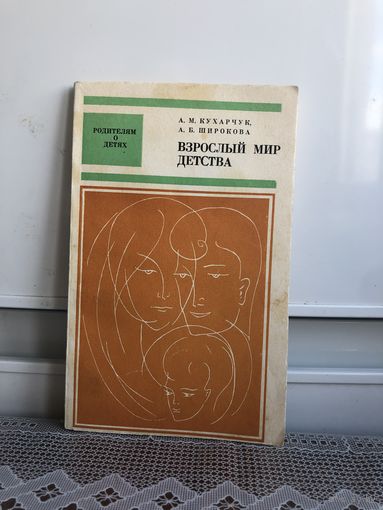 РОДИТЕЛЯМ
О
ДЕТЯХ
А. М. КУХАРЧУК,
А. Б. ШИРОКОВА
ВЗРОСЛЫЙ МИР
ДЕТСТВА